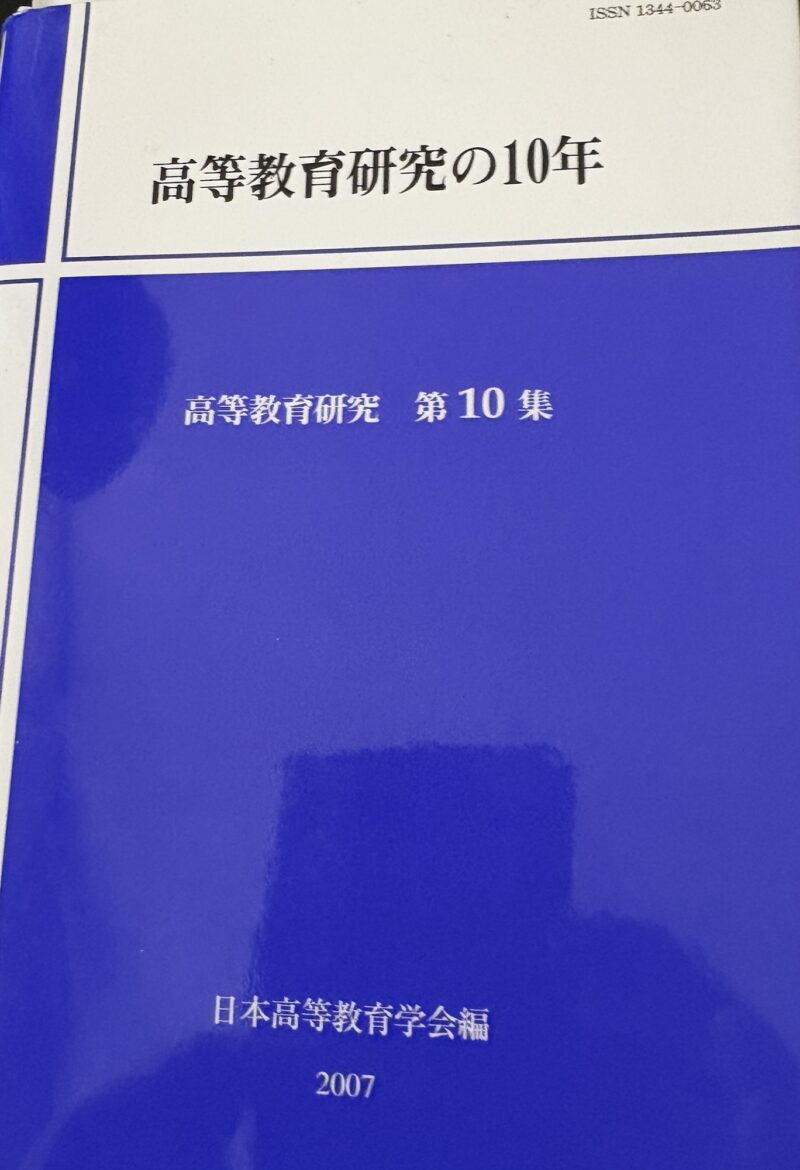 ISSN 1344-0063
高等教育研究の10年
高等教育研究 第10集
日本高等教育学会編
2007